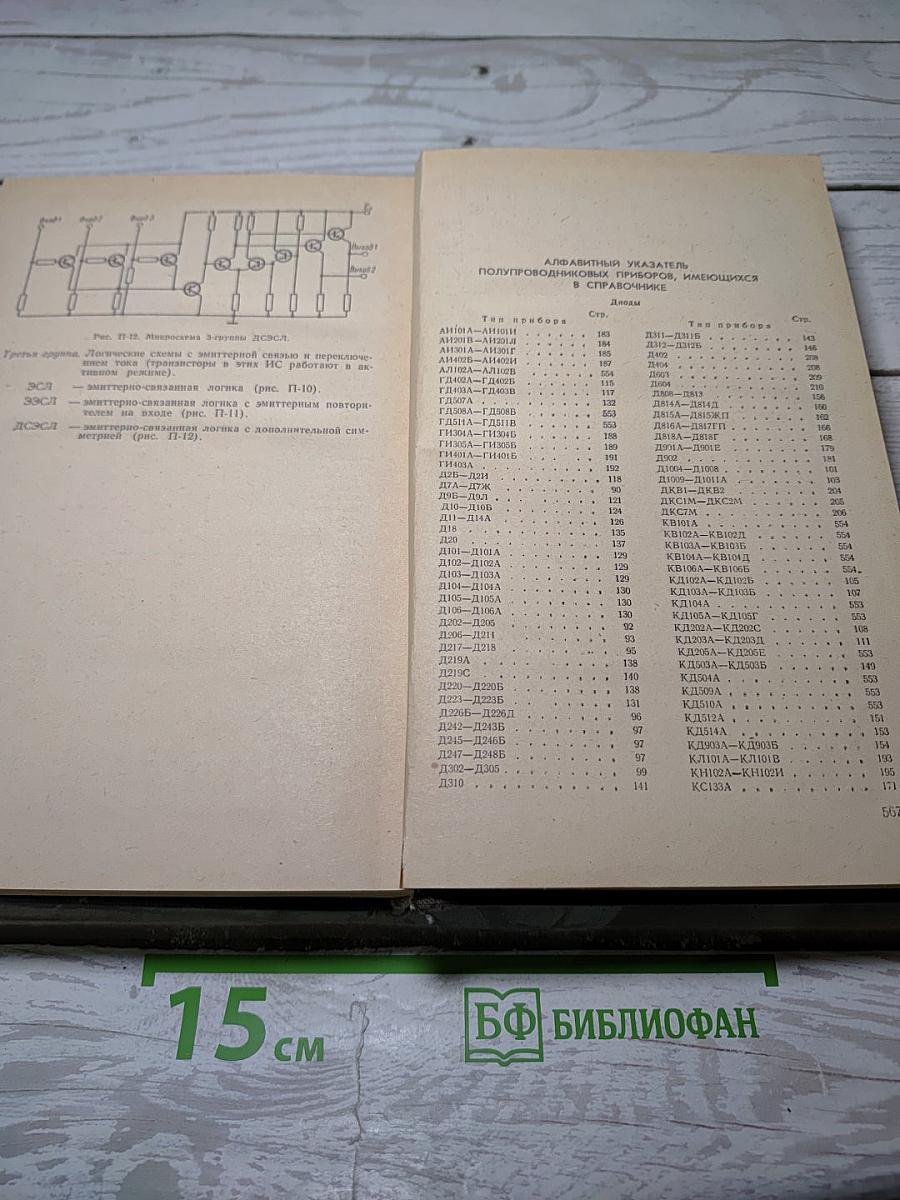 Вход 1
Вход 2
Вход 3
Выход 1
Выход 2
Рис. П-12. Микросхема 3-группы ДСЭСЛ.
Третья группа. Логические схемы с эмиттерной связью и переключе-
нием тока (транзисторы в этих ИС работают в ак-
тивном режиме).
ЭСЛ — эмиттерно-связанная логика (рис. П-10).
ЭЭСЛ — эмиттерно-связанная логика с эмиттерным повтори-
телем на входе (рис. П-11).
ДСЭСЛ — эмиттерно-связанная логика с дополнительной сим-
метрией (рис. П-12).
АЛФАВИТНЫЙ УКАЗАТЕЛЬ
ПОЛУПРОВОДНИКОВЫХ ПРИБОРОВ, ИМЕЮЩИХСЯ
В СПРАВОЧНИКЕ
Диоды
Тип прибора Стр.
АИ101А—АИ101И 183
АИ201В—АИ201Л 184
АИ301А—АИ301Г 185
АИ402Б—АИ402И 187
АЛ102А—АЛ102В 554
ГД402А—ГД402Б 115
ГД403А—ГД403В 117
ГД507А 132
ГД508А—ГД508Б 553
ГД511А—ГД511В 553
ГИ304А—ГИ304Б 188
ГИ305А—ГИ305Б 189
ГИ401А—ГИ401Б 191
ГИ403А 192
Д2Б—Д2И 118
Д7А—Д7Ж 90
Д9Б—Д9Л 121
Д10—Д10Б 124
Д11—Д14А 126
Д18 135
Д20 137
Д101—Д101А 129
Д102—Д102А 129
Д103—Д103А 129
Д104—Д104А 130
Д105—Д105А 130
Д106—Д106А 130
Д202—Д205 92
Д206—Д211 93
Д217—Д218 95
Д219А 138
Д219С 140
Д220—Д220Б 138
Д223—Д223Б 131
Д226Б—Д226Д 96
Д242—Д243Б 97
Д245—Д246Б 97
Д247—Д248Б 97
Д302—Д305 99
Д310 141
Тип прибора Стр.
Д311—Д311Б 143
Д312—Д312Б 146
Д402 208
Д404 208
Д603 209
Д604 210
Д808—Д813 156
Д814А—Д814Д 160
Д815А—Д815ЖП 162
Д816А—Д817ГП 166
Д818А—Д818Г 168
Д901А—Д901Е 179
Д902 181
Д1004—Д1008 101
Д1009—Д1011А 103
ДКВ1—ДКВ2 204
ДКС1М—ДКС2М 205
ДКС7М 206
КВ101А 554
КВ102А—КВ102Д 554
КВ103А—КВ103Б 554
КВ104А—КВ104Д 554
КВ106А—КВ106Б 554
КД102А—КД102Б 105
КД103А—КД103Б 107
КД104А 553
КД105А—КД105Г 553
КД202А—КД202С 108
КД203А—КД203Д 111
КД205А—КД205Е 553
КД503А—КД503Б 149
КД504А 553
КД509А 553
КД510А 553
КД512А 151
КД514А 153
КД903А—КД903Б 154
КЛ101А—КЛ101В 193
КН102А—КН102И 195
КС133А 171
567
15 см
БФ БИБЛИОФАН